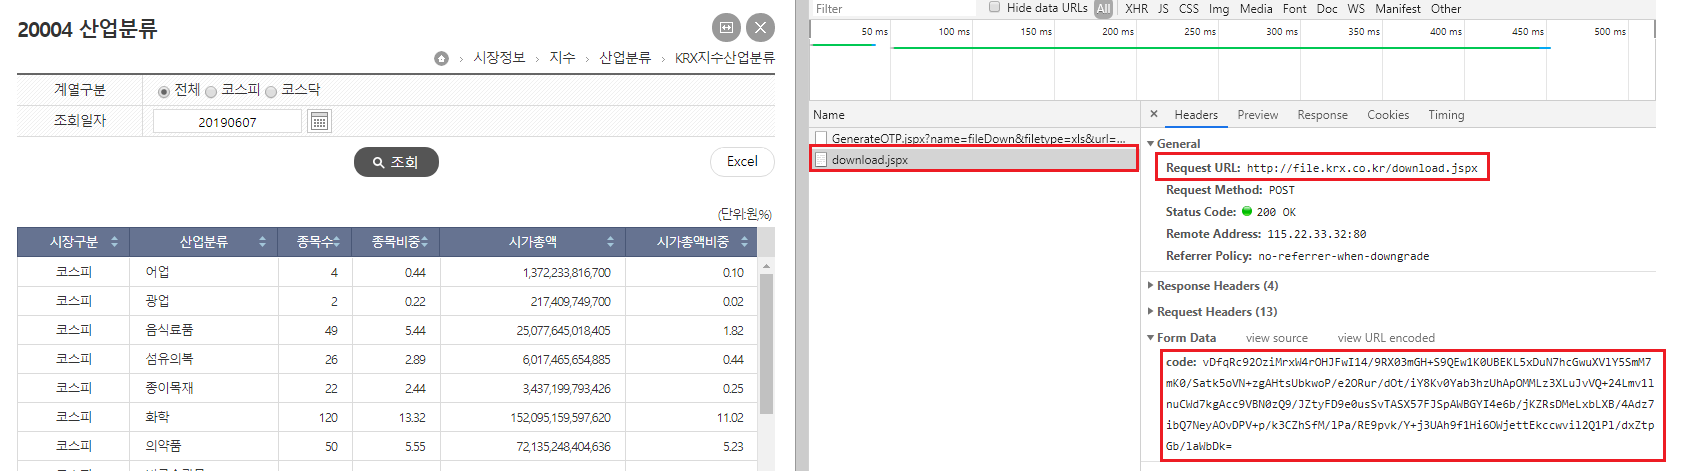 20004 산업분류
시장정보 › 지수 › 산업분류 › KRX지수산업분류
계열구분 전체 코스피 코스닥
조회일자 20190607
조회 Excel
(단위:원,%)
시장구분 산업분류 종목수 종목비중 시가총액 시가총액비중
코스피 어업 4 0.44 1,372,233,816,700 0.10
코스피 광업 2 0.22 217,409,749,700 0.02
코스피 음식료품 49 5.44 25,077,645,018,405 1.82
코스피 섬유의복 26 2.89 6,017,465,654,885 0.44
코스피 종이목재 22 2.44 3,437,199,793,426 0.25
코스피 화학 120 13.32 152,095,159,597,620 11.02
코스피 의약품 50 5.55 72,135,248,404,636 5.23
Filter Hide data URLs All XHR JS CSS Img Media Font Doc WS Manifest Other
50 ms 100 ms 150 ms 200 ms 250 ms 300 ms 350 ms 400 ms 450 ms 500 ms
Name
GenerateOTP.jspx?name=fileDown&filetype=xls&url=...
download.jspx
× Headers Preview Response Cookies Timing
General
Request URL: http://file.krx.co.kr/download.jspx
Request Method: POST
Status Code: 200 OK
Remote Address: 115.22.33.32:80
Referrer Policy: no-referrer-when-downgrade
Response Headers (4)
Request Headers (13)
Form Data view source view URL encoded
code: vDfqRc92OziMrxW4rOHJFwI14/9RX03mGH+S9QEw1K0UBEKL5xDuN7hcGwuXVlY5SmM7
mK0/Satk5oVN+zgAHtsUbkwoP/e2ORur/dOt/iY8Kv0Yab3hzUhApOMMLz3XLuJvVQ+24Lmv1l
nuCWd7kgAcc9VBN0zQ9/JZtyFD9e0usSvTASX57FJSpAWBGYI4e6b/jKZRsDMeLxbLXB/4Adz7
ibQ7NeyAOvDPV+p/k3CZhSfM/lPa/RE9pvk/Y+j3UAh9f1Hi6OWjettEkccwvil2Q1Pl/dxZtp
Gb/laWbDk=